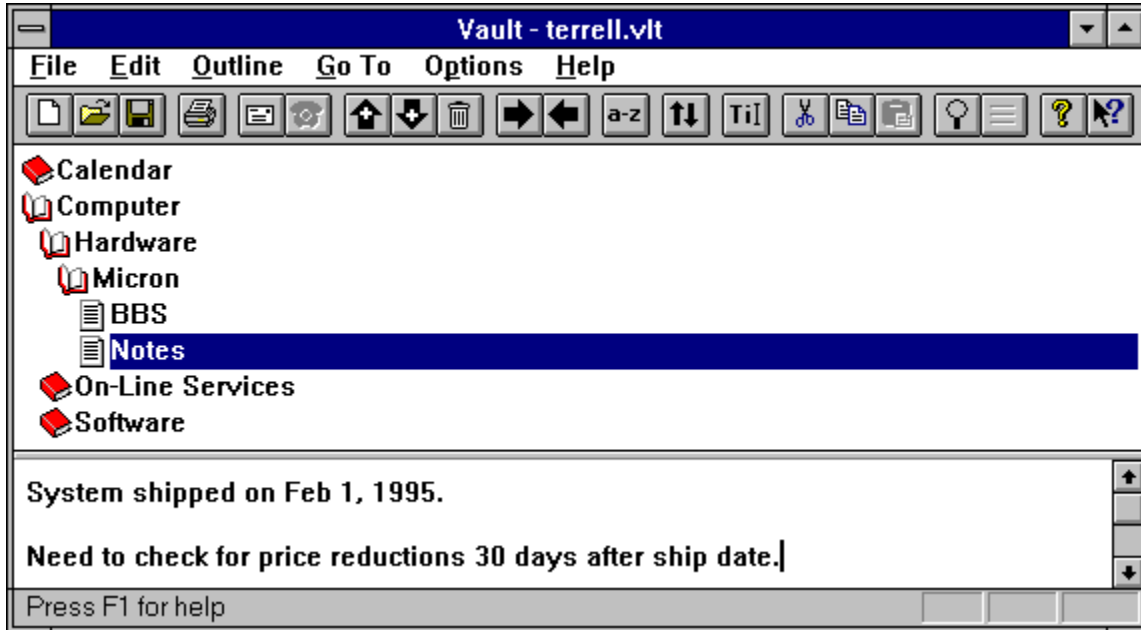 Vault - terrell.vlt
File Edit Outline Go To Options Help
a-z TiI ? ?
Calendar
Computer
Hardware
Micron
BBS
Notes
On-Line Services
Software
System shipped on Feb 1, 1995.
Need to check for price reductions 30 days after ship date.
Press F1 for help